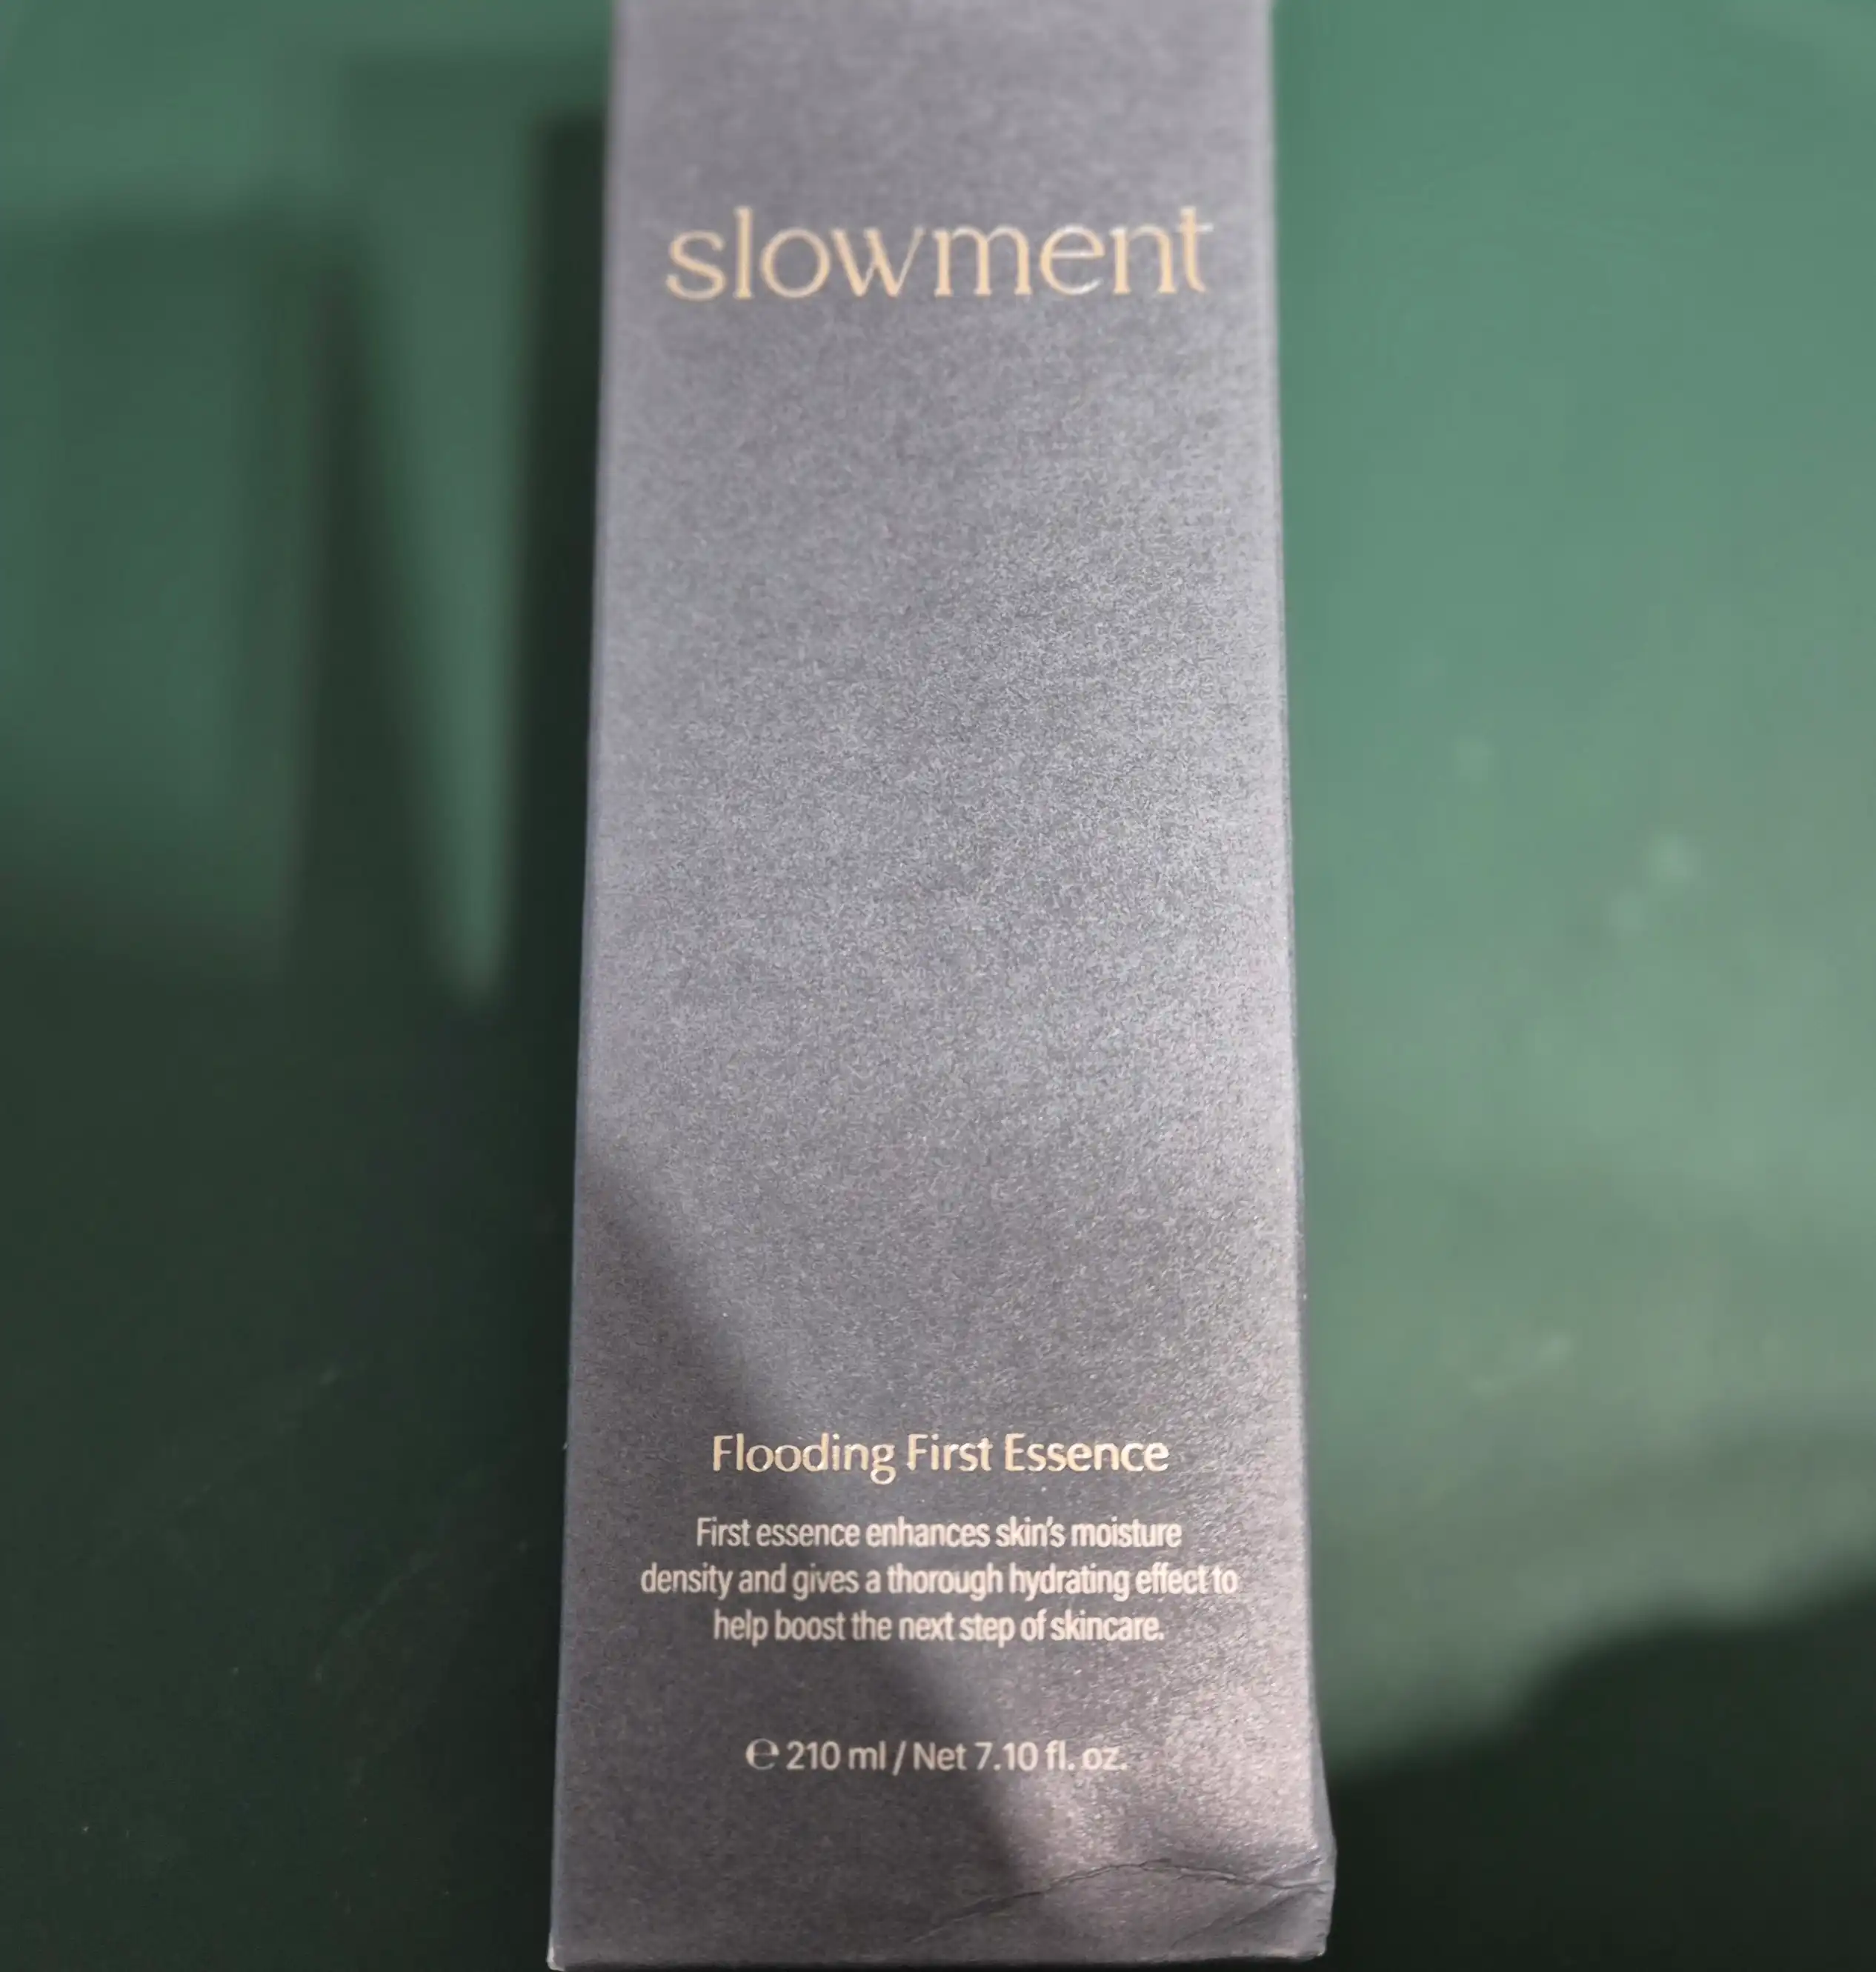 slowment
Flooding First Essence
First essence enhances skin's moisture
density and gives a thorough hydrating effect to
help boost the next step of skincare.
℮ 210 ml / Net 7.10 fl. oz.